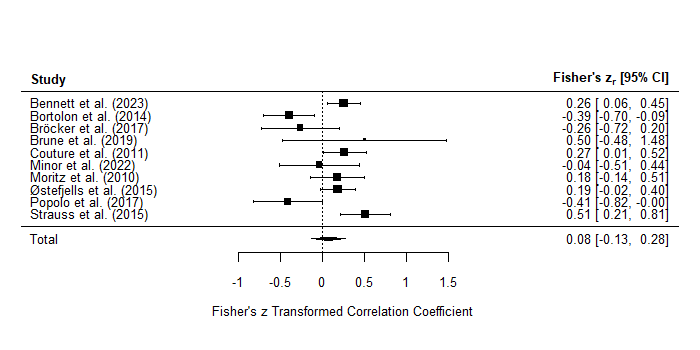 Study Fisher's zr [95% CI]
Bennett et al. (2023) 0.26 [ 0.06, 0.45]
Bortolon et al. (2014) -0.39 [-0.70, -0.09]
Bröcker et al. (2017) -0.26 [-0.72, 0.20]
Brune et al. (2019) 0.50 [-0.48, 1.48]
Couture et al. (2011) 0.27 [ 0.01, 0.52]
Minor et al. (2022) -0.04 [-0.51, 0.44]
Moritz et al. (2010) 0.18 [-0.14, 0.51]
Østefjells et al. (2015) 0.19 [-0.02, 0.40]
Popolo et al. (2017) -0.41 [-0.82, -0.00]
Strauss et al. (2015) 0.51 [ 0.21, 0.81]
Total 0.08 [-0.13, 0.28]
-1 -0.5 0 0.5 1 1.5
Fisher's z Transformed Correlation Coefficient